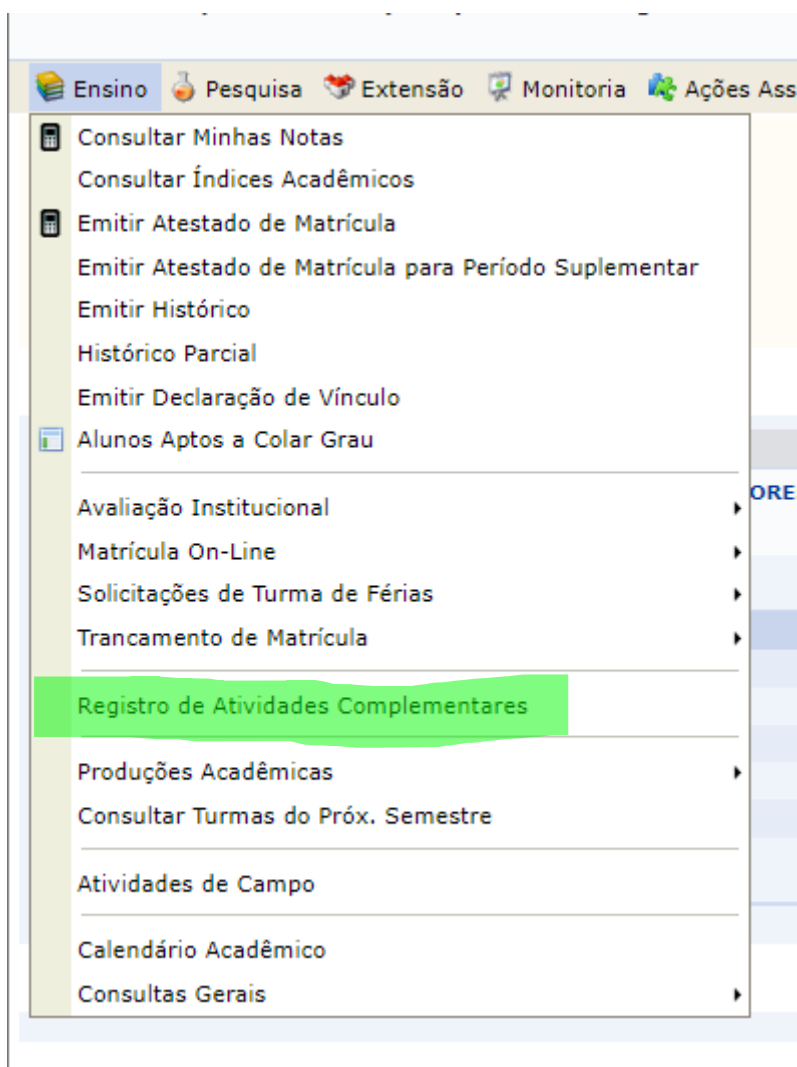 Ensino Pesquisa Extensão Monitoria Ações Ass
Consultar Minhas Notas
Consultar Índices Acadêmicos
Emitir Atestado de Matrícula
Emitir Atestado de Matrícula para Período Suplementar
Emitir Histórico
Histórico Parcial
Emitir Declaração de Vínculo
Alunos Aptos a Colar Grau
ORE
Avaliação Institucional
Matrícula On-Line
Solicitações de Turma de Férias
Trancamento de Matrícula
Registro de Atividades Complementares
Produções Acadêmicas
Consultar Turmas do Próx. Semestre
Atividades de Campo
Calendário Acadêmico
Consultas Gerais